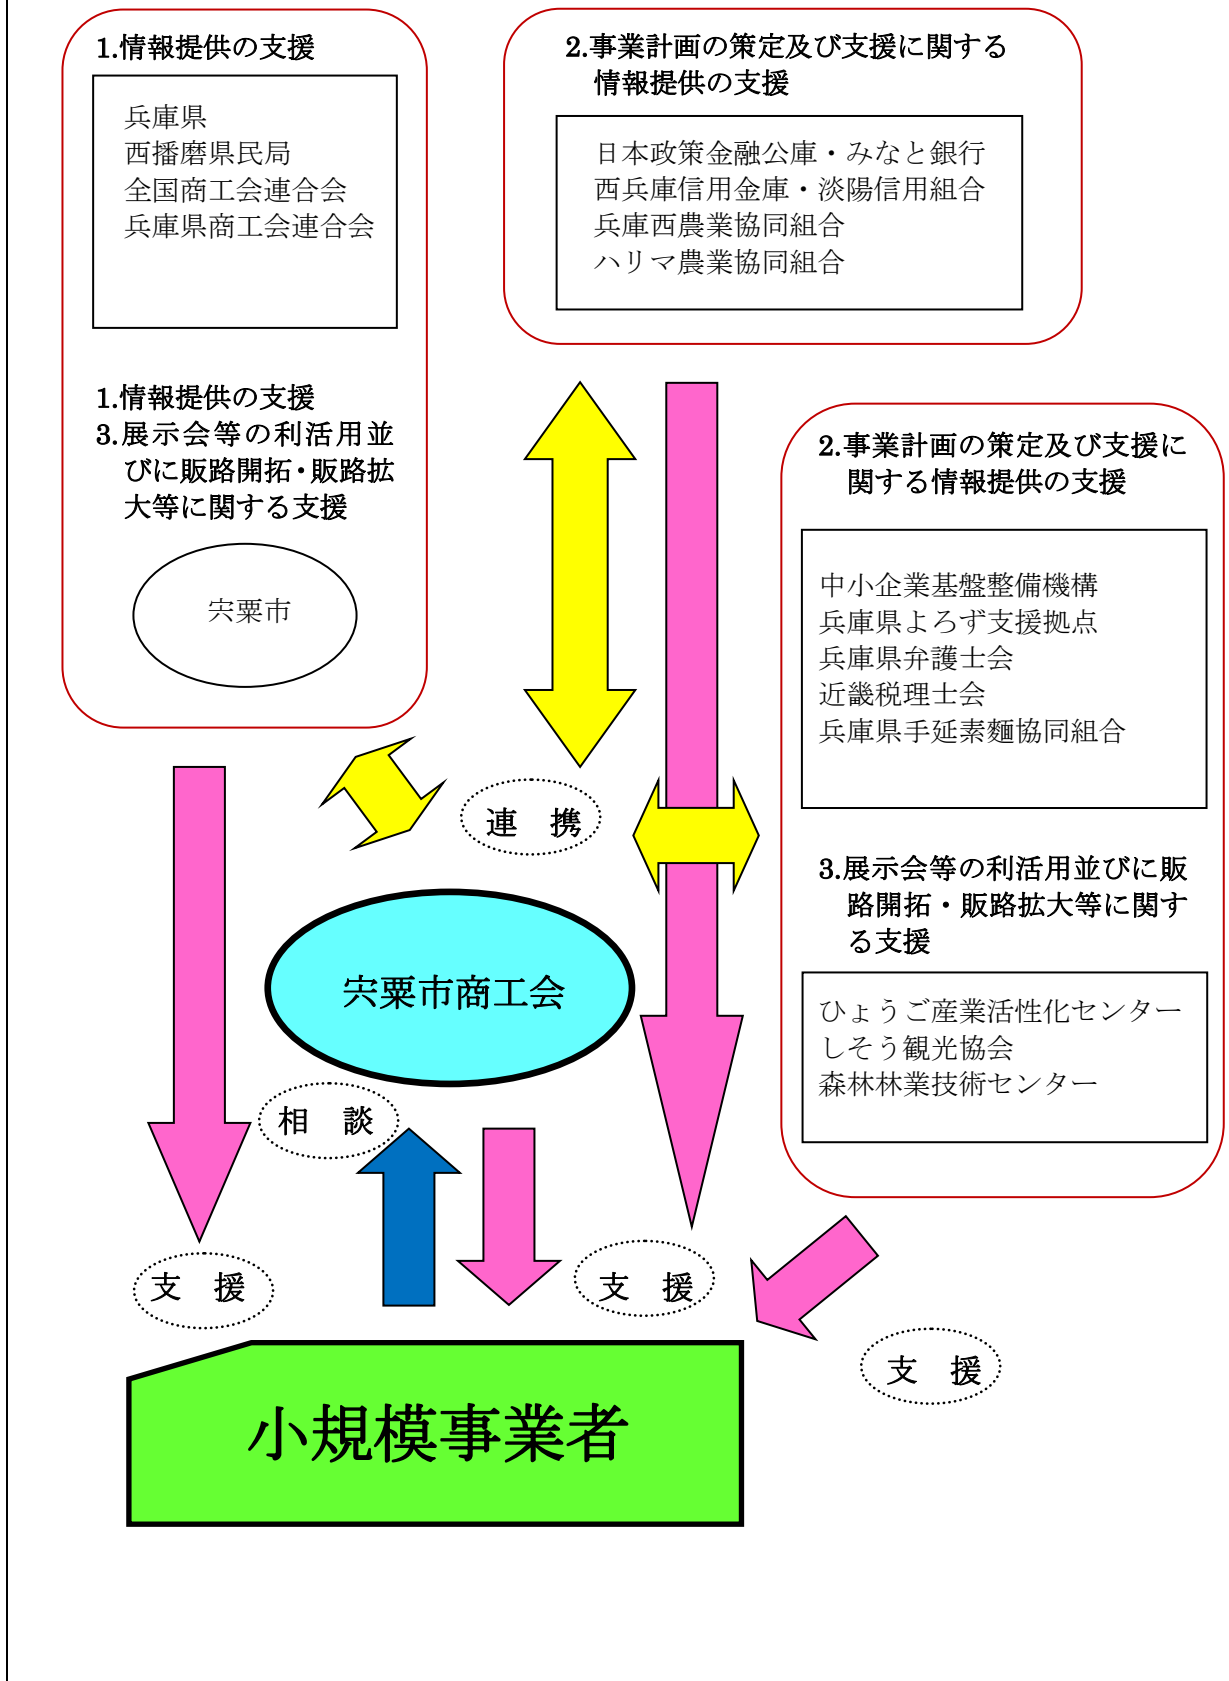 1.情報提供の支援
兵庫県
西播磨県民局
全国商工会連合会
兵庫県商工会連合会
1.情報提供の支援
3.展示会等の利活用並
びに販路開拓・販路拡
大等に関する支援
宍粟市
2.事業計画の策定及び支援に関する
情報提供の支援
日本政策金融公庫・みなと銀行
西兵庫信用金庫・淡陽信用組合
兵庫西農業協同組合
ハリマ農業協同組合
2.事業計画の策定及び支援に
関する情報提供の支援
中小企業基盤整備機構
兵庫県よろず支援拠点
兵庫県弁護士会
近畿税理士会
兵庫県手延素麵協同組合
3.展示会等の利活用並びに販
路開拓・販路拡大等に関す
る支援
ひょうご産業活性化センター
しそう観光協会
森林林業技術センター
連　携
宍粟市商工会
相　談
支　援
支　援
支　援
小規模事業者